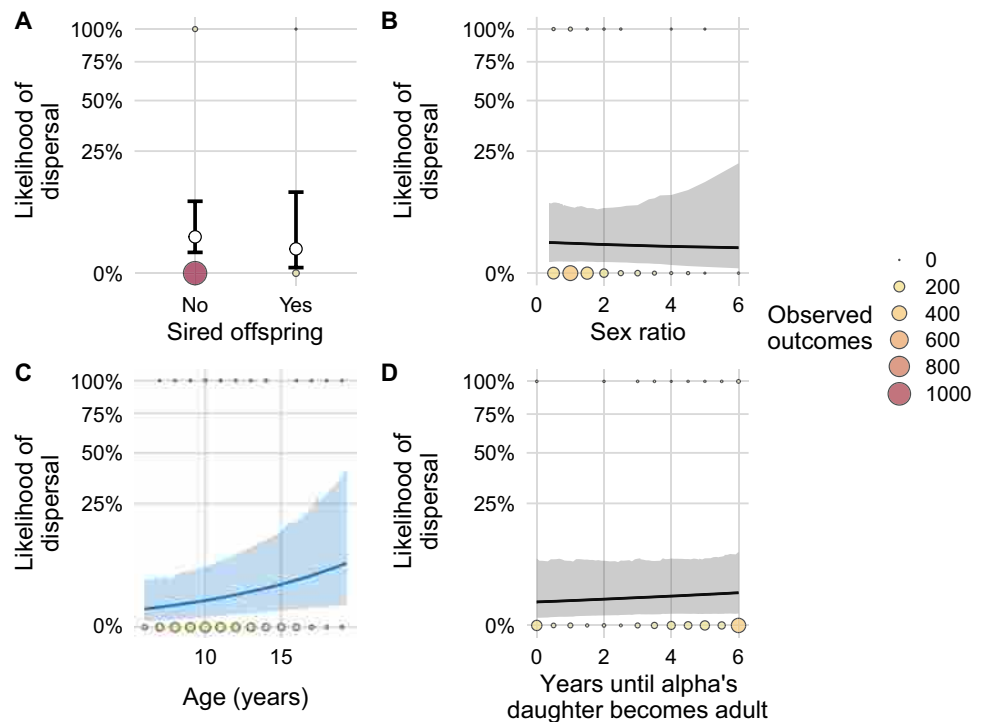 A
Likelihood of
dispersal
100%
75%
50%
25%
0%
No
Yes
Sired offspring
B
Likelihood of
dispersal
100%
75%
50%
25%
0%
0
2
4
6
Sex ratio
Observed
outcomes
0
200
400
600
800
1000
C
Likelihood of
dispersal
100%
75%
50%
25%
0%
10
15
Age (years)
D
Likelihood of
dispersal
100%
75%
50%
25%
0%
0
2
4
6
Years until alpha's
daughter becomes adult